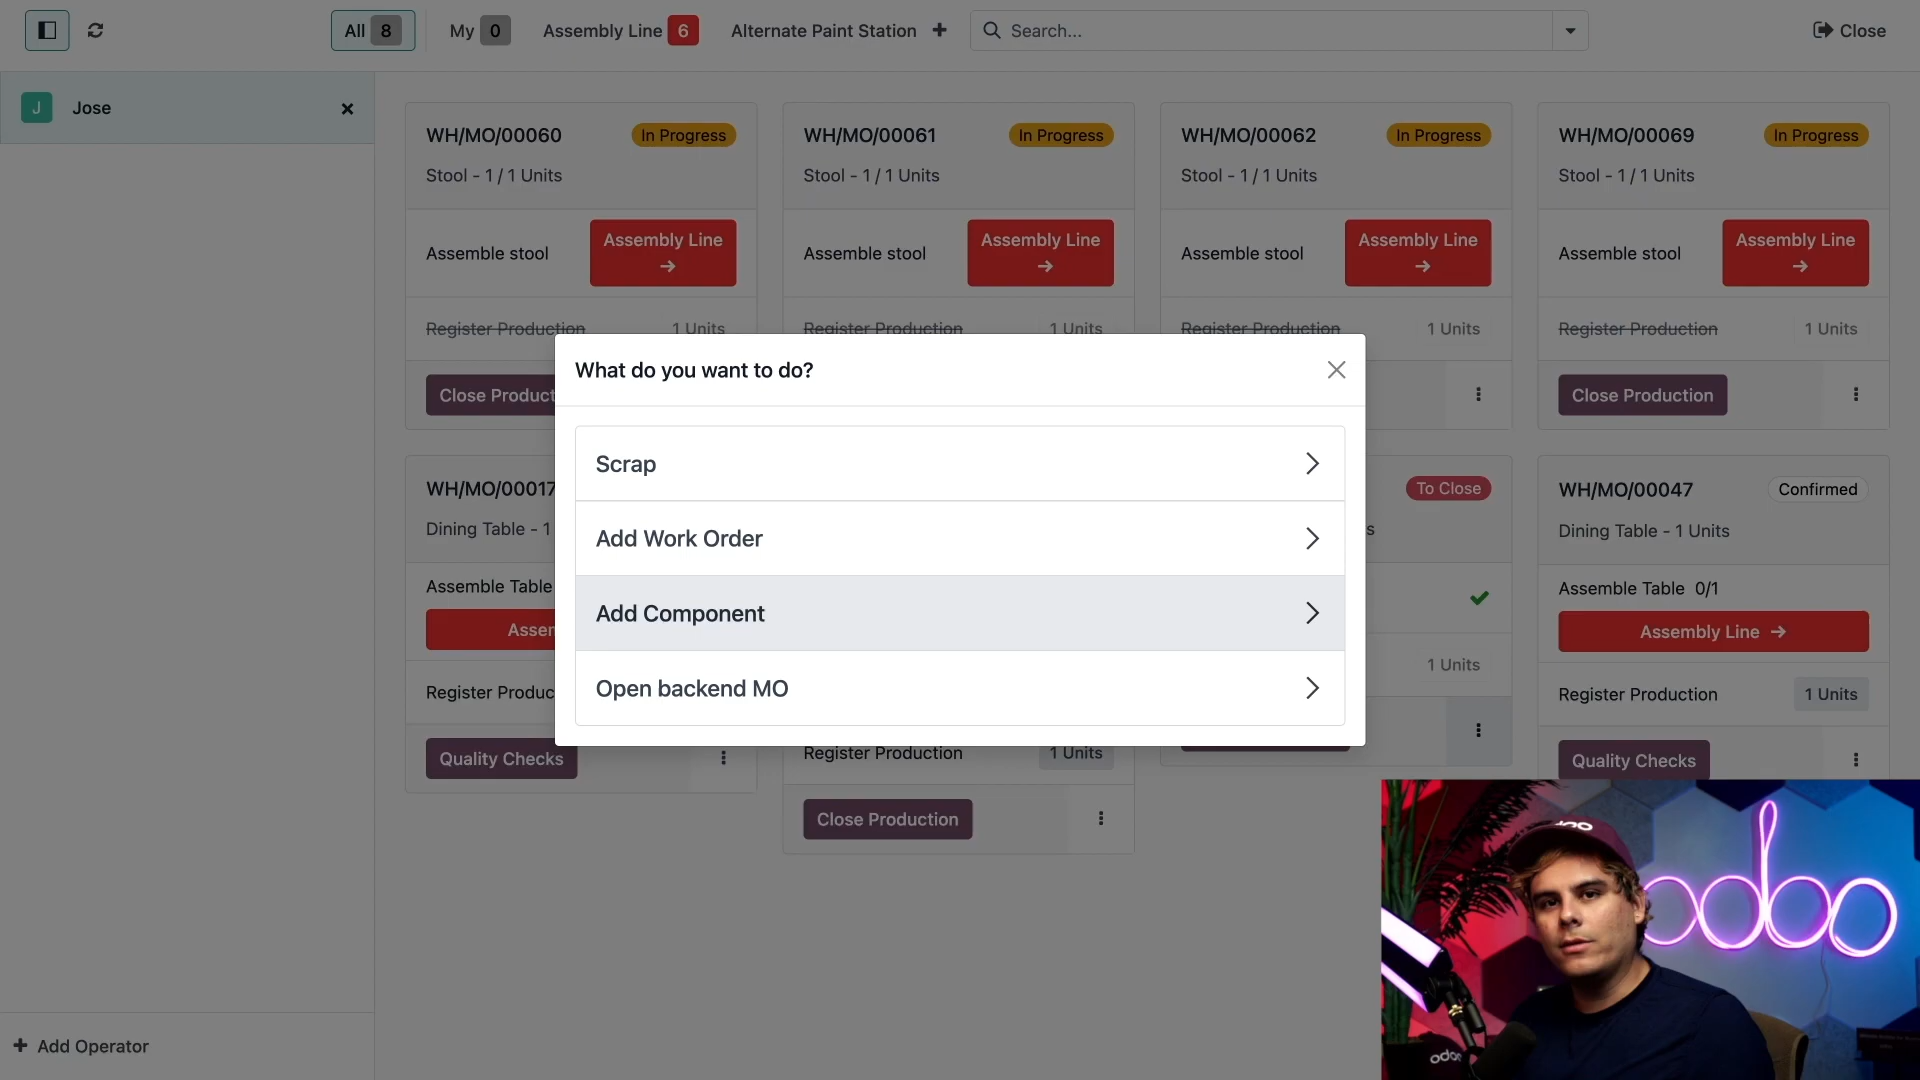 All 8
My 0
Assembly Line 6
Alternate Paint Station
Search...
Close
J
Jose
WH/MO/00060
In Progress
Stool - 1 / 1 Units
Assemble stool
Assembly Line
Register Production
1 Units
Close Product
WH/MO/00061
In Progress
Stool - 1 / 1 Units
Assemble stool
Assembly Line
Register Production
1 Units
WH/MO/00062
In Progress
Stool - 1 / 1 Units
Assemble stool
Assembly Line
Register Production
1 Units
WH/MO/00069
In Progress
Stool - 1 / 1 Units
Assemble stool
Assembly Line
Register Production
1 Units
Close Production
What do you want to do?
Scrap
Add Work Order
Add Component
Open backend MO
WH/MO/00017
Dining Table - 1
Assemble Table
Assem
Register Produc
Quality Checks
Register Production
1 Units
Close Production
To Close
s
1 Units
WH/MO/00047
Confirmed
Dining Table - 1 Units
Assemble Table 0/1
Assembly Line
Register Production
1 Units
Quality Checks
Add Operator
odoo
odoo